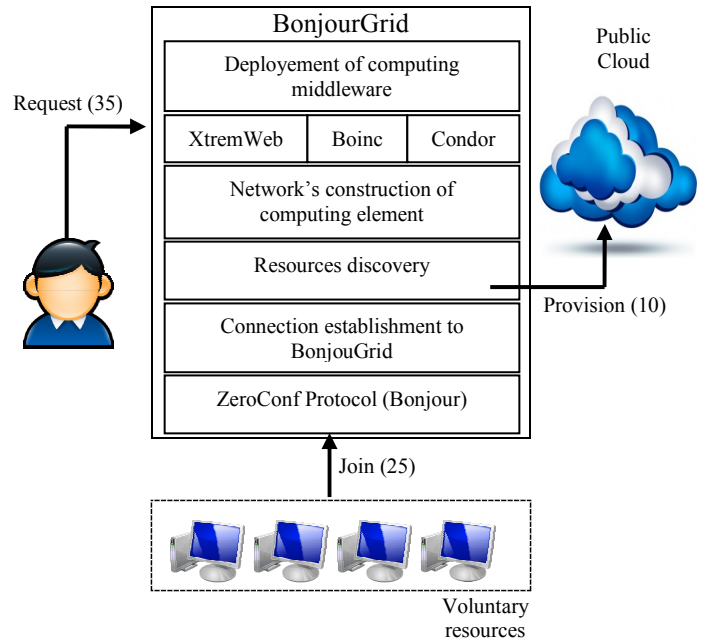 BonjourGrid
Deployement of computing
middleware
Public
Cloud
Request (35)
XtremWeb
Boinc
Condor
Network's construction of
computing element
Resources discovery
Provision (10)
Connection establishment to
BonjouGrid
ZeroConf Protocol (Bonjour)
Join (25)
Voluntary
resources